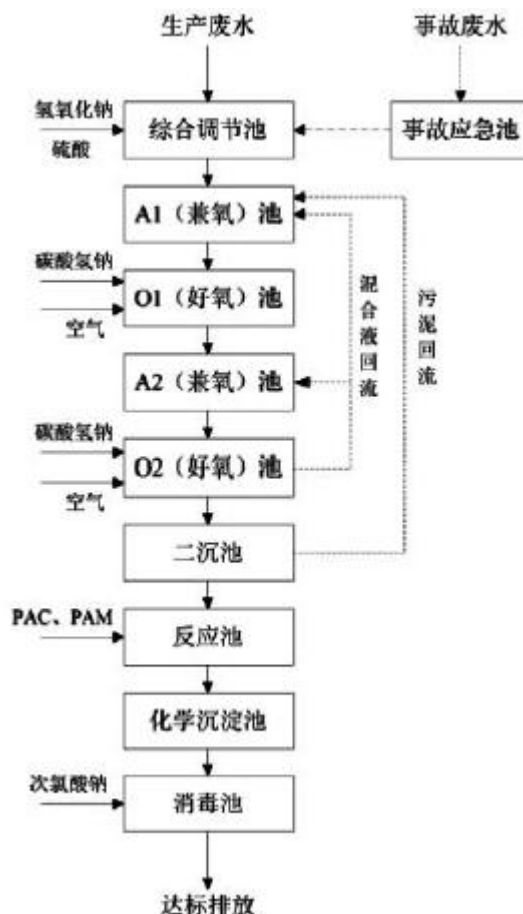 生产废水
事故废水
氢氧化钠
硫酸
综合调节池
事故应急池
A1（兼氧）池
碳酸氢钠
空气
O1（好氧）池
混合液回流
污泥回流
A2（兼氧）池
碳酸氢钠
空气
O2（好氧）池
二沉池
PAC、PAM
反应池
化学沉淀池
次氯酸钠
消毒池
达标排放